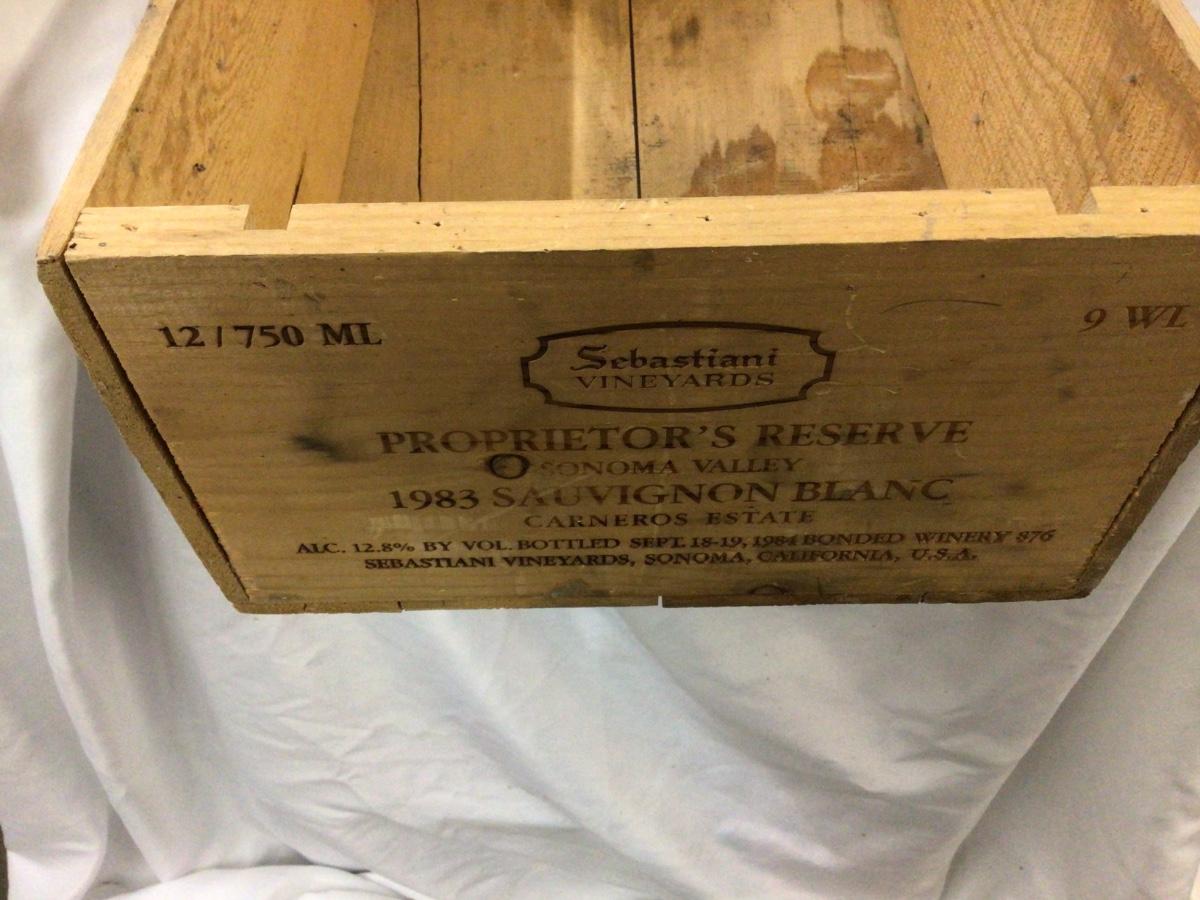 12/750 ML
9 WL
Sebastiani
VINEYARDS
PROPRIETOR'S RESERVE
SONOMA VALLEY
1983 SAUVIGNON BLANC
CARNEROS ESTATE
ALC. 12.8% BY VOL. BOTTLED SEPT. 18-19, 1984 BONDED WINERY 876
SEBASTIANI VINEYARDS, SONOMA, CALIFORNIA, U.S.A.